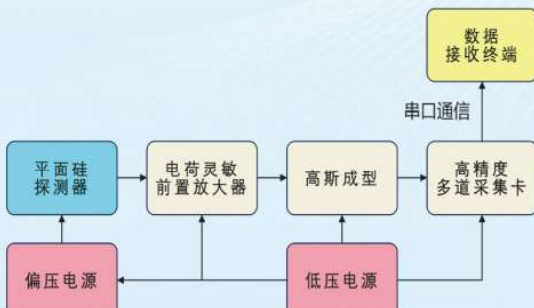 数据
接收终端
串口通信
平面硅
探测器
电荷灵敏
前置放大器
高斯成型
高精度
多道采集卡
偏压电源
低压电源